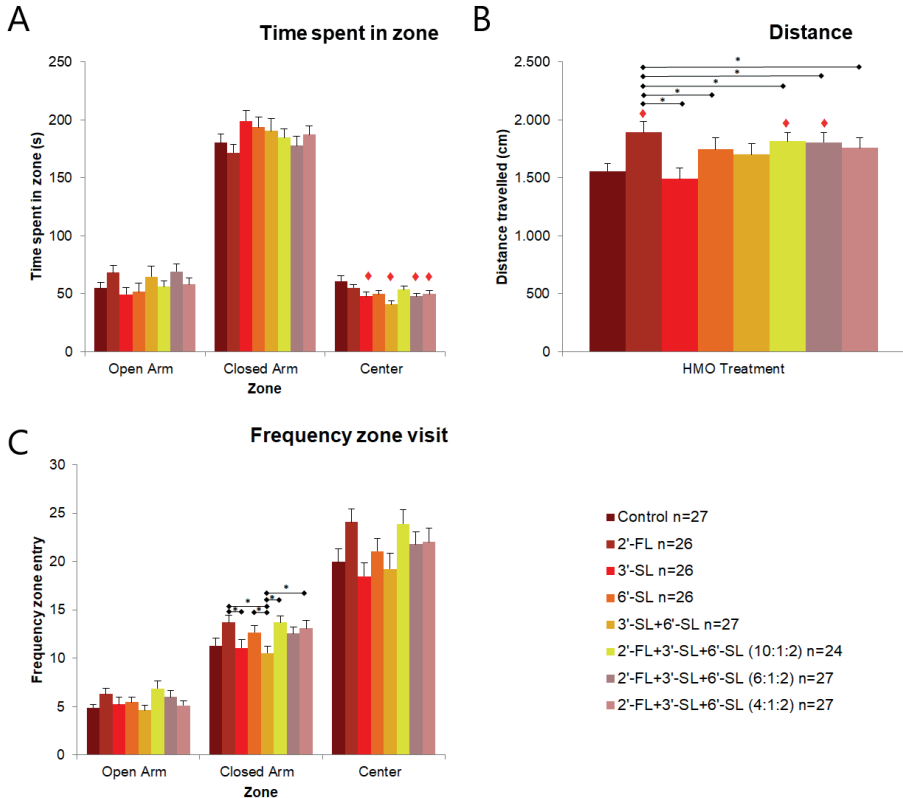 A
Time spent in zone
250
200
150
100
50
0
Time spent in zone (s)
Open Arm
Closed Arm
Center
Zone
B
Distance
2.500
2.000
1.500
1.000
500
0
Distance travelled (cm)
*
*
*
*
*
HMO Treatment
C
Frequency zone visit
30
25
20
15
10
5
0
Frequency zone entry
*
*
*
*
*
Open Arm
Closed Arm
Center
Zone
Control n=27
2'-FL n=26
3'-SL n=26
6'-SL n=26
3'-SL+6'-SL n=27
2'-FL+3'-SL+6'-SL (10:1:2) n=24
2'-FL+3'-SL+6'-SL (6:1:2) n=27
2'-FL+3'-SL+6'-SL (4:1:2) n=27